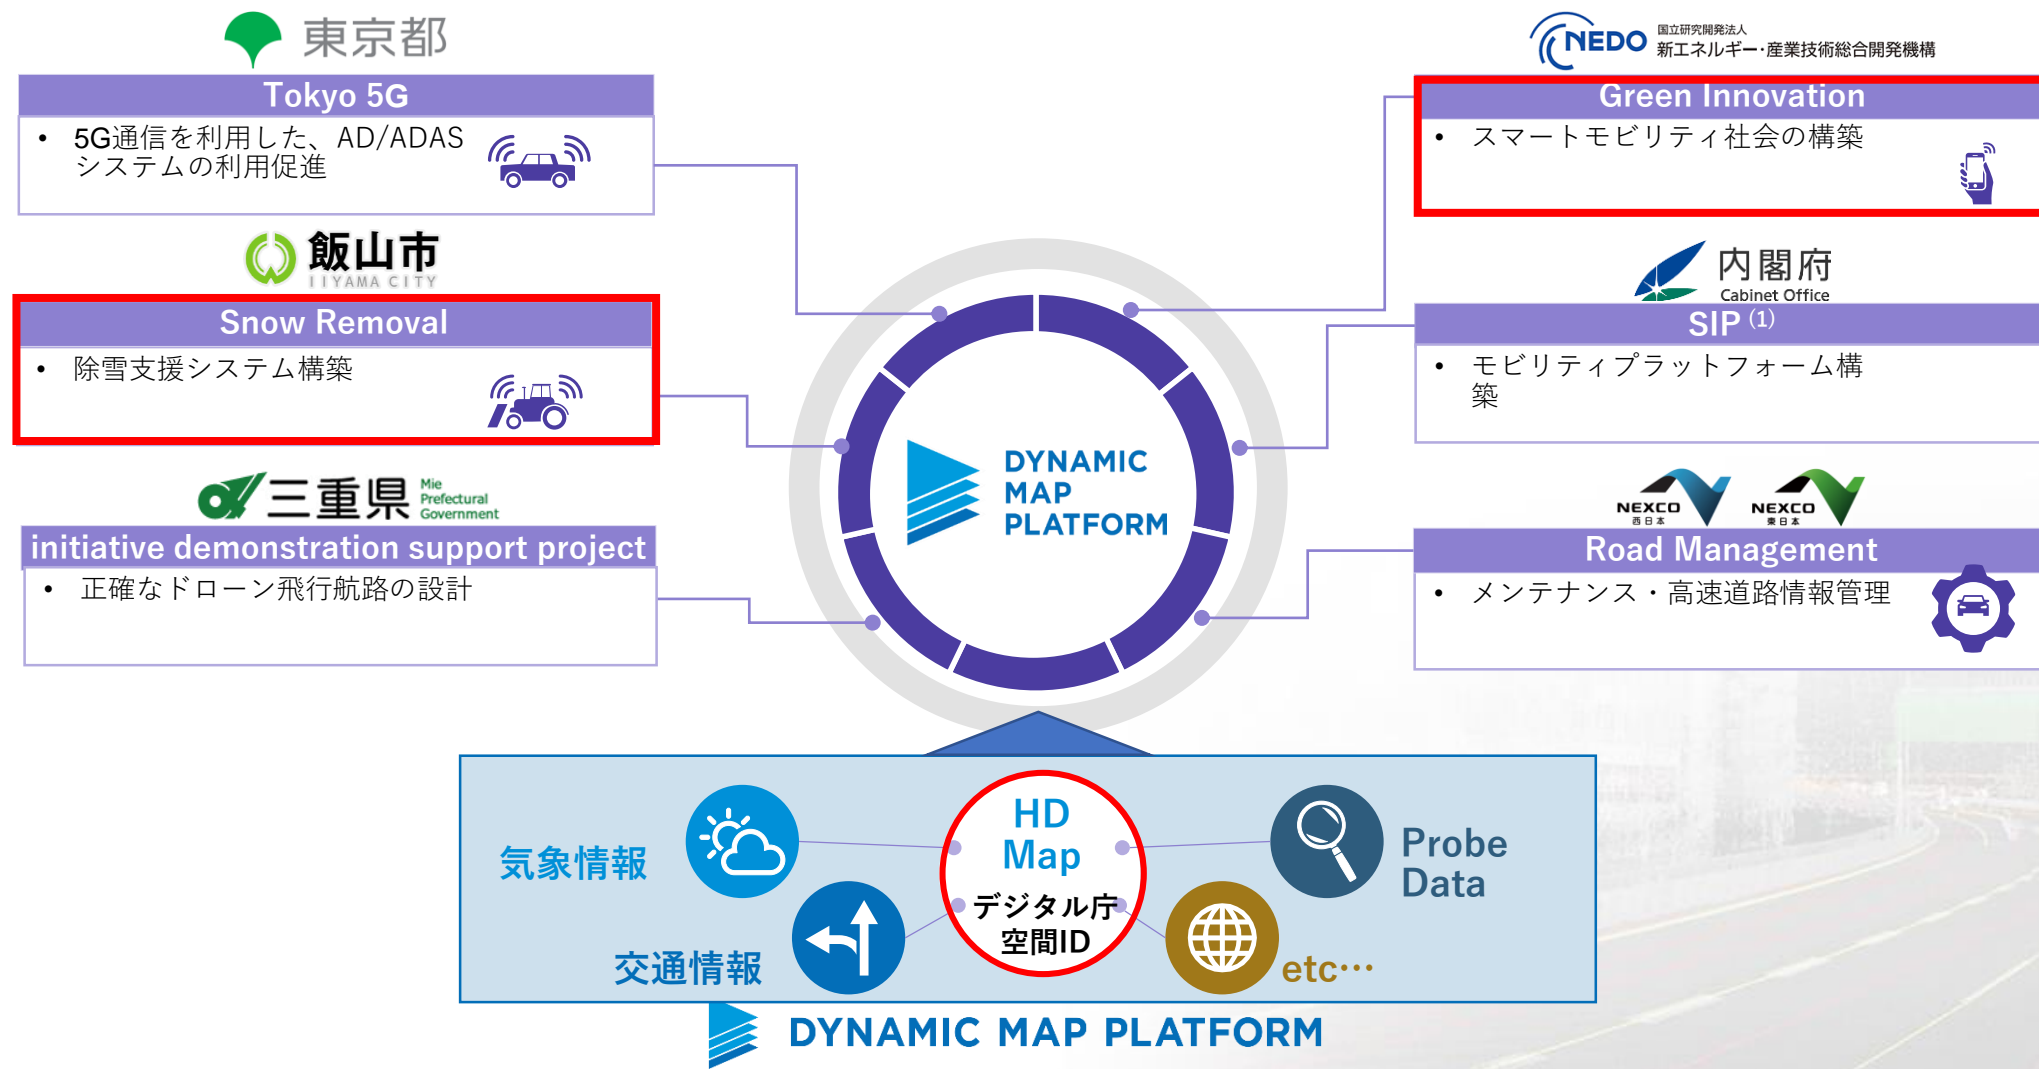 東京都
Tokyo 5G
• 5G通信を利用した、AD/ADAS
システムの利用促進
飯山市
IIYAMA CITY
Snow Removal
• 除雪支援システム構築
三重県
Mie
Prefectural
Government
initiative demonstration support project
• 正確なドローン飛行航路の設計
NEDO
国立研究開発法人
新エネルギー・産業技術総合開発機構
Green Innovation
• スマートモビリティ社会の構築
内閣府
Cabinet Office
SIP (1)
• モビリティプラットフォーム構
築
NEXCO
西日本
NEXCO
東日本
Road Management
• メンテナンス・高速道路情報管理
DYNAMIC
MAP
PLATFORM
気象情報
交通情報
HD
Map
デジタル庁
空間ID
Probe
Data
etc…
DYNAMIC MAP PLATFORM